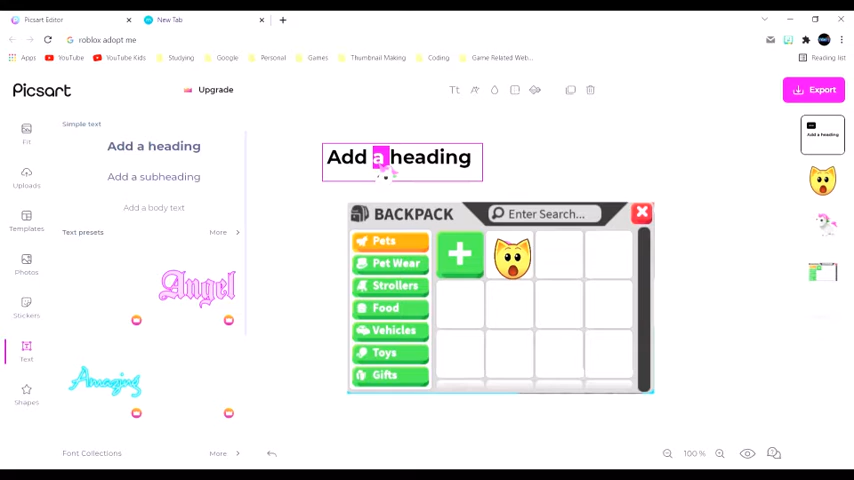 Picsart Editor
New Tab
roblox adopt me
Apps
YouTube
YouTube Kids
Studying
Google
Personal
Games
Thumbnail Making
Coding
Game Related Web...
Reading list
Picsart
Upgrade
Tt
Export
Fit
Uploads
Templates
Photos
Stickers
Text
Shapes
Simple text
Add a heading
Add a subheading
Add a body text
Text presets
More
Angel
Amazing
Font Collections
More
Add a heading
BACKPACK
Enter Search...
Pets
Pet Wear
Strollers
Food
Vehicles
Toys
Gifts
Add a heading
100 %